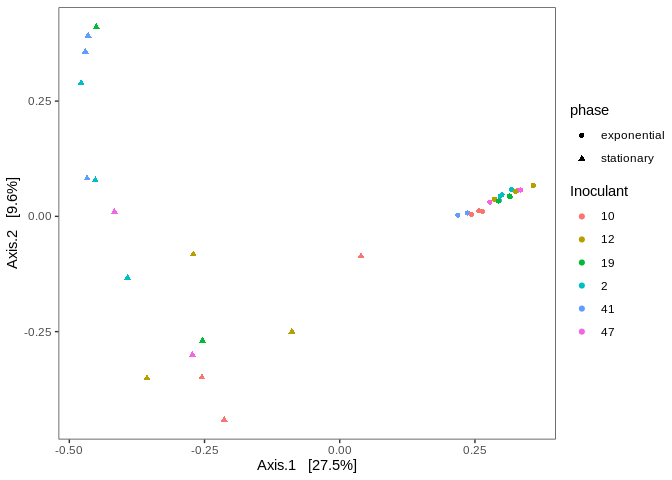 0.25
0.00
-0.25
Axis.2   [9.6%]
-0.50
-0.25
0.00
0.25
Axis.1   [27.5%]
phase
exponential
stationary
Inoculant
10
12
19
2
41
47